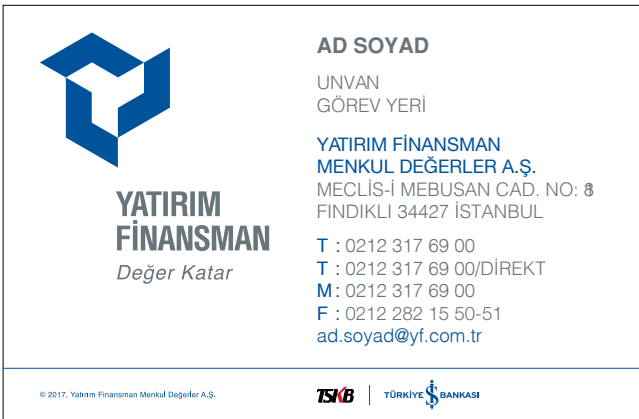 YATIRIM
FİNANSMAN
Değer Katar
AD SOYAD
UNVAN
GÖREV YERİ
YATIRIM FİNANSMAN
MENKUL DEĞERLER A.Ş.
MECLİS-İ MEBUSAN CAD. NO:
FINDIKLI 34427 İSTANBUL
T : 0212 317 69 00
T : 0212 317 69 00/DİREKT
M : 0212 317 69 00
F : 0212 282 15 50-51
ad.soyad@yf.com.tr
© 2017, Yatırım Finansman Menkul Değerler A.Ş.
TSKB
TÜRKİYE İŞ BANKASI